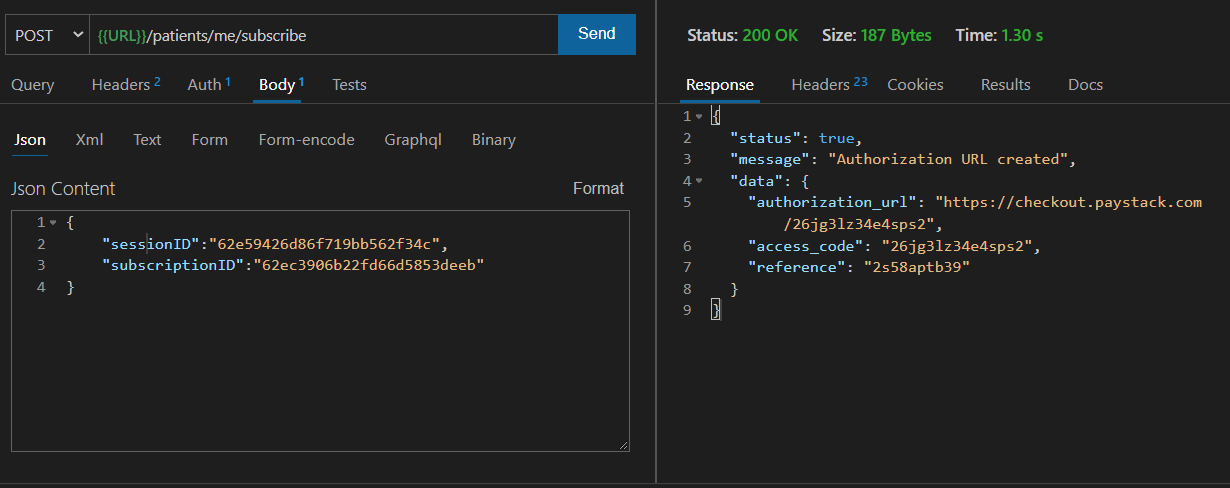 POST {{URL}}/patients/me/subscribe Send
Query Headers 2 Auth 1 Body 1 Tests
Json Xml Text Form Form-encode Graphql Binary
Json Content Format
1 {
2 "sessionID":"62e59426d86f719bb562f34c",
3 "subscriptionID":"62ec3906b22fd66d5853deeb"
4 }
Status: 200 OK Size: 187 Bytes Time: 1.30 s
Response Headers 23 Cookies Results Docs
1 {
2 "status": true,
3 "message": "Authorization URL created",
4 "data": {
5 "authorization_url": "https://checkout.paystack.com
/26jg3lz34e4sps2",
6 "access_code": "26jg3lz34e4sps2",
7 "reference": "2s58aptb39"
8 }
9 }